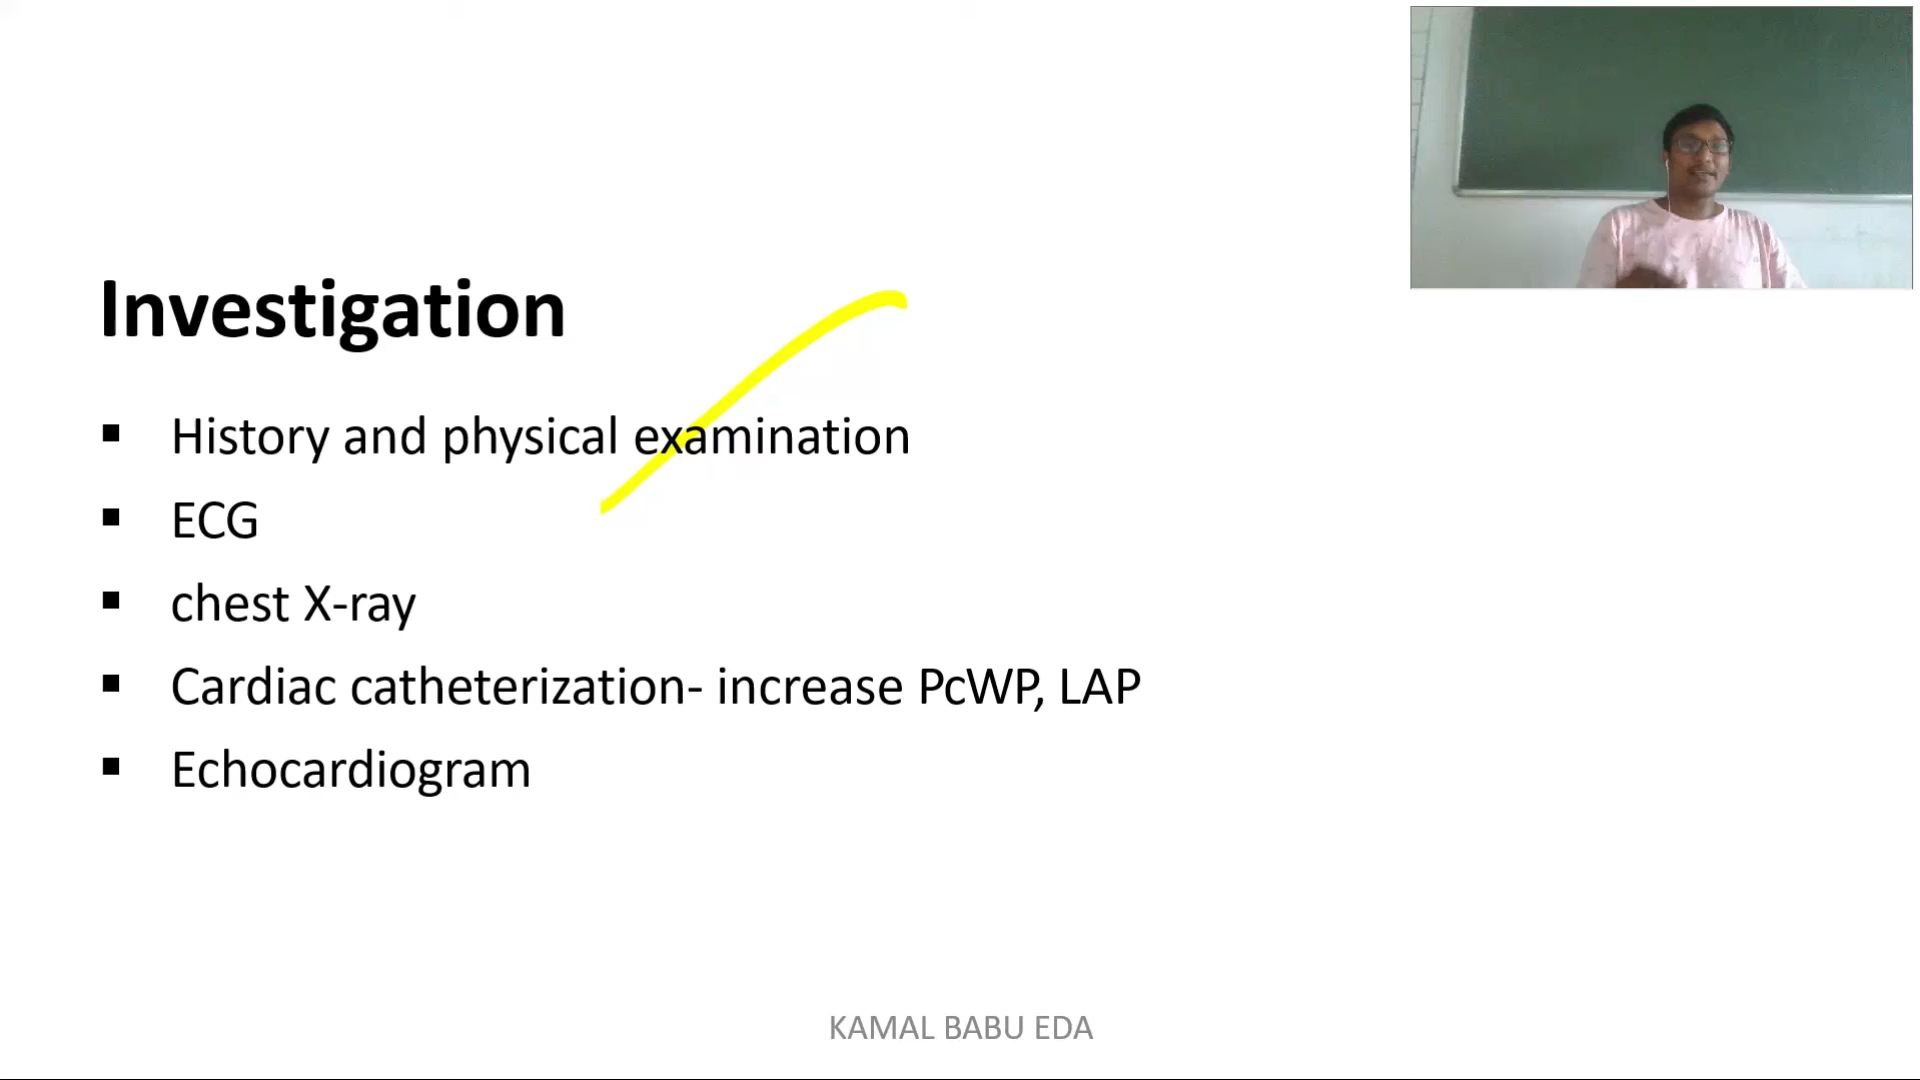 Investigation
▪ History and physical examination
▪ ECG
▪ chest X-ray
▪ Cardiac catheterization- increase PcWP, LAP
▪ Echocardiogram
KAMAL BABU EDA